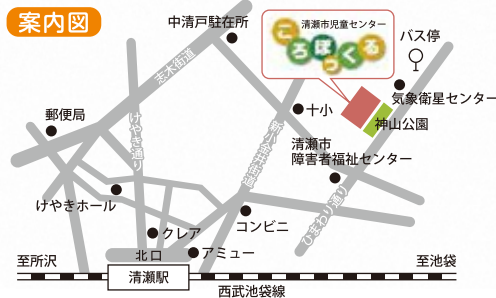 案内図
中清戸駐在所
清瀬市児童センター
ころぽっくる
バス停
志木街道
郵便局
けやき通り
新小金井街道
十小
気象衛星センター
神山公園
清瀬市
障害者福祉センター
けやきホール
ひまわり通り
コンビニ
クレア
アミュー
北口
至所沢
清瀬駅
至池袋
西武池袋線